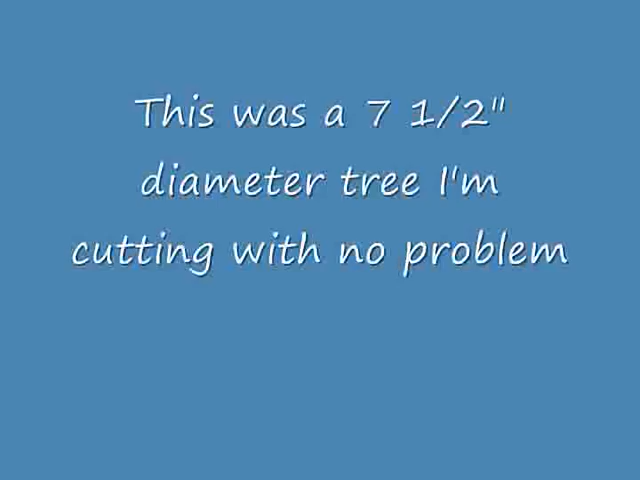 This was a 7 1/2"
diameter tree I'm
cutting with no problem